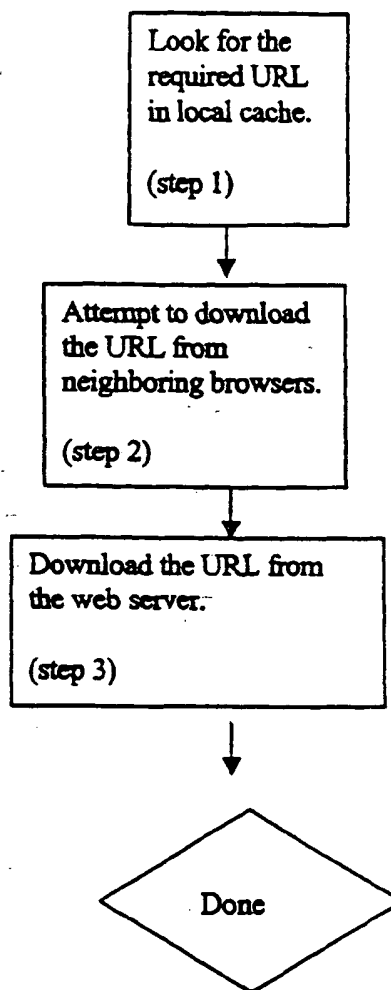 Look for the
required URL
in local cache.
(step 1)
Attempt to download
the URL from
neighboring browsers.
(step 2)
Download the URL from
the web server.
(step 3)
Done